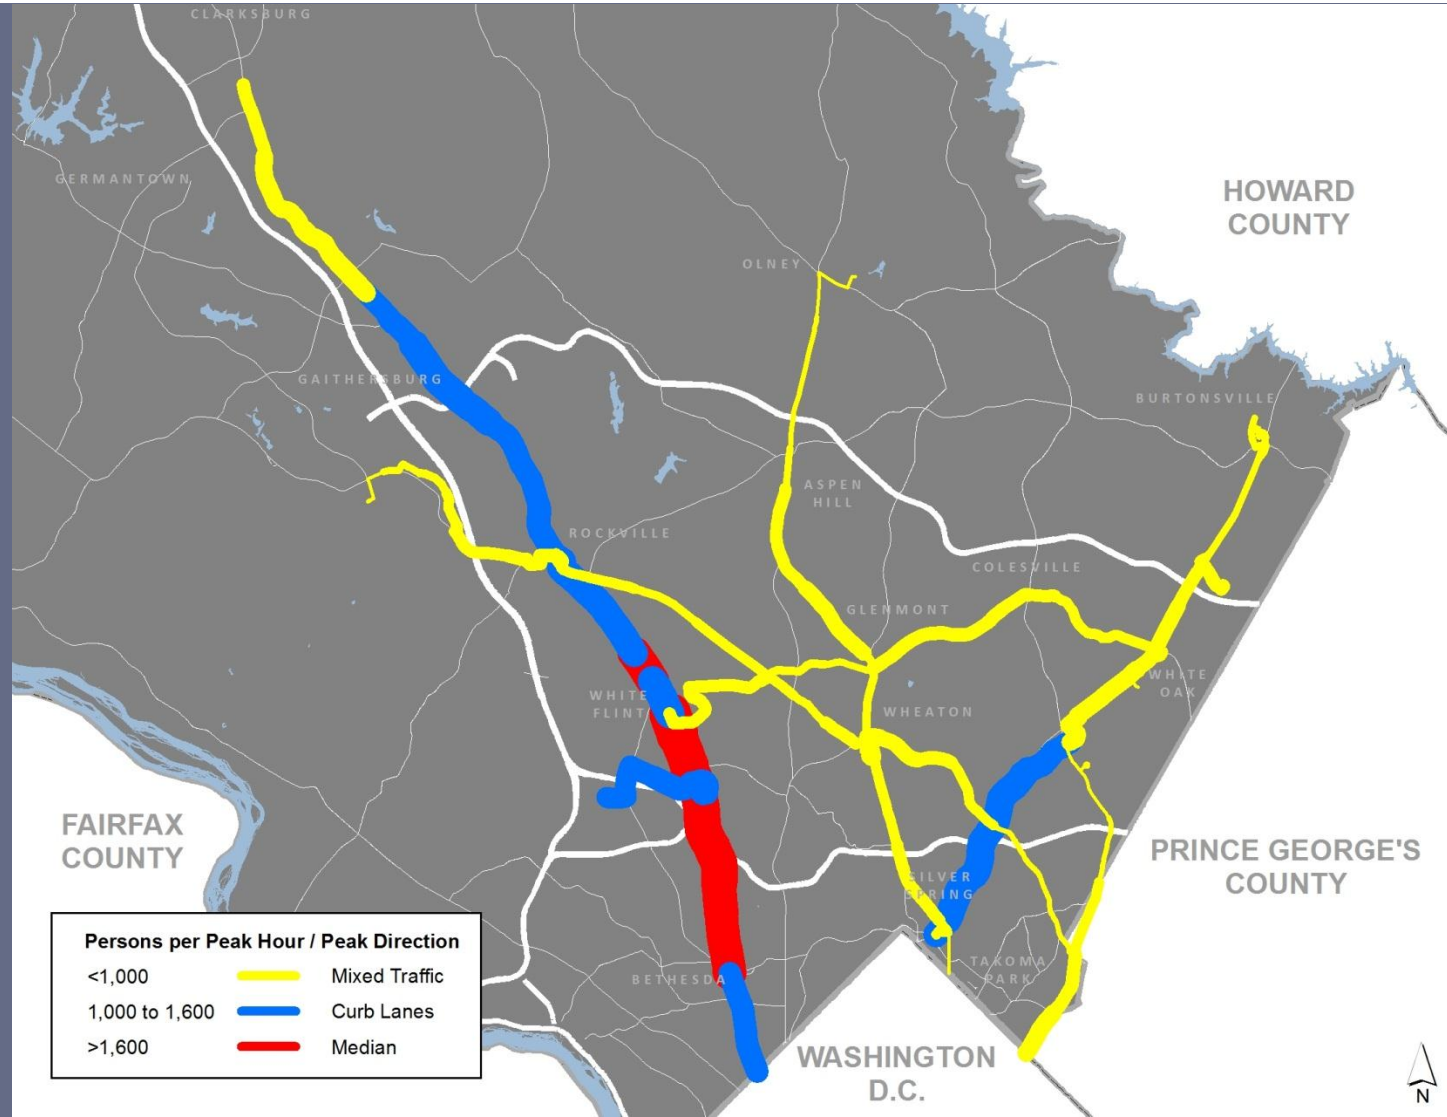 CLARKSBURG
GERMANTOWN
HOWARD
COUNTY
OLNEY
GAITHERSBURG
BURTONSVILLE
ASPEN
HILL
ROCKVILLE
COLESVILLE
GLENMONT
WHITE
FLINT
WHITE
OAK
WHEATON
FAIRFAX
COUNTY
PRINCE GEORGE'S
COUNTY
SILVER
SPRING
TAKOMA
PARK
BETHESDA
WASHINGTON
D.C.
Persons per Peak Hour / Peak Direction
<1,000 Mixed Traffic
1,000 to 1,600 Curb Lanes
>1,600 Median
N